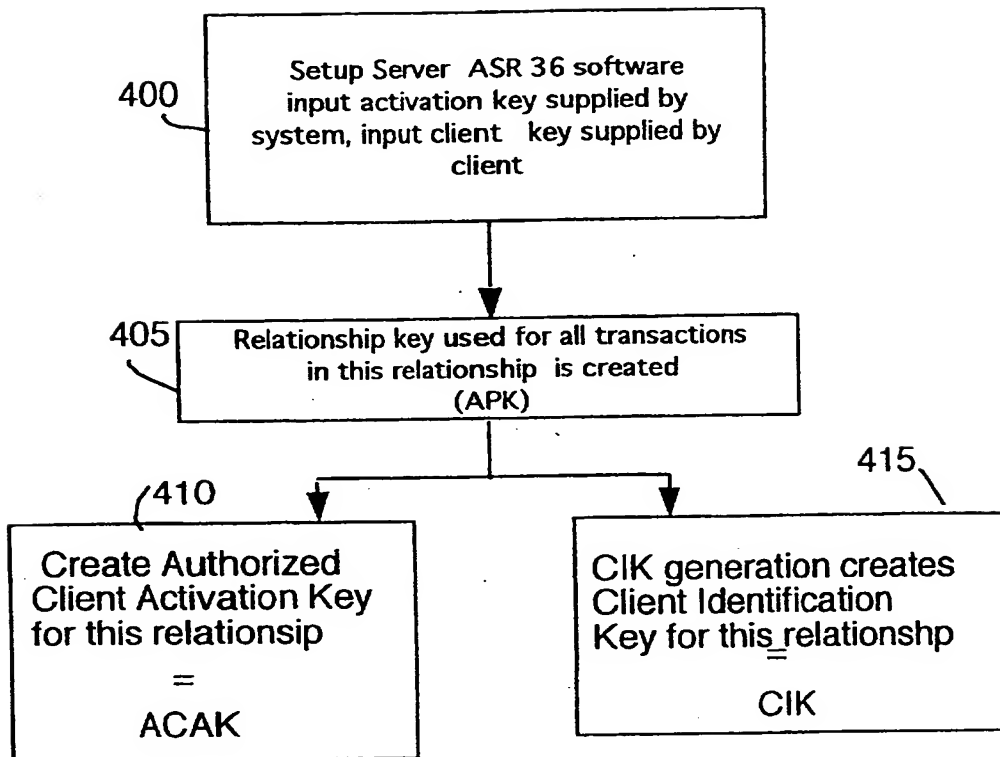 400
Setup Server ASR 36 software
input activation key supplied by
system, input client key supplied by
client
405
Relationship key used for all transactions
in this relationship is created
(APK)
410
Create Authorized
Client Activation Key
for this relationsip
=
ACAK
415
CIK generation creates
Client Identification
Key for this relationshp
=
CIK